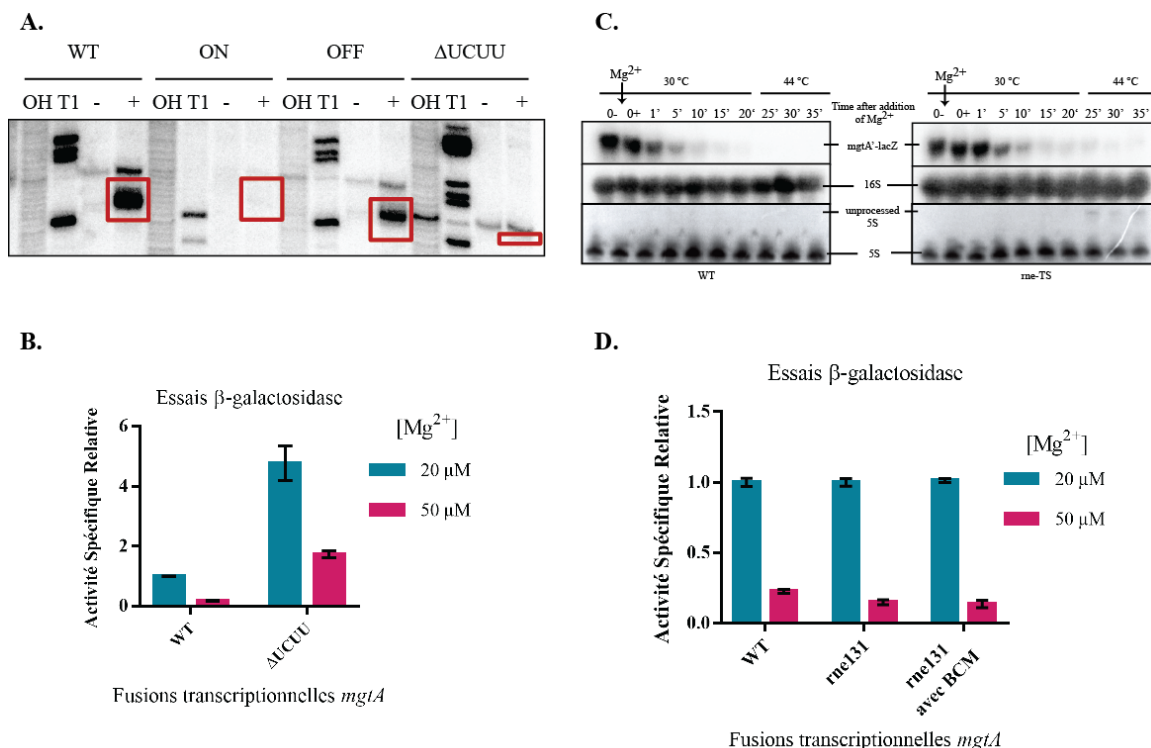 A.
WT ON OFF ΔUCUU
OH T1 - + OH T1 - + OH T1 - + OH T1 - +
B.
Essais β-galactosidase
Activité Spécifique Relative
6
4
2
0
WT
ΔUCUU
[Mg2+]
20 µM
50 µM
Fusions transcriptionnelles mgtA
C.
Mg2+
30 °C 44 °C
0- 0+ 1’ 5’ 10’ 15’ 20’ 25’ 30’ 35’
WT
Time after addition
of Mg2+
mgtA’-lacZ
16S
unprocessed
5S
5S
Mg2+
30 °C 44 °C
0- 0+ 1’ 5’ 10’ 15’ 20’ 25’ 30’ 35’
rne-TS
D.
Essais β-galactosidase
Activité Spécifique Relative
1.5
1.0
0.5
0.0
WT
rne131
rne131
avec BCM
[Mg2+]
20 µM
50 µM
Fusions transcriptionnelles mgtA